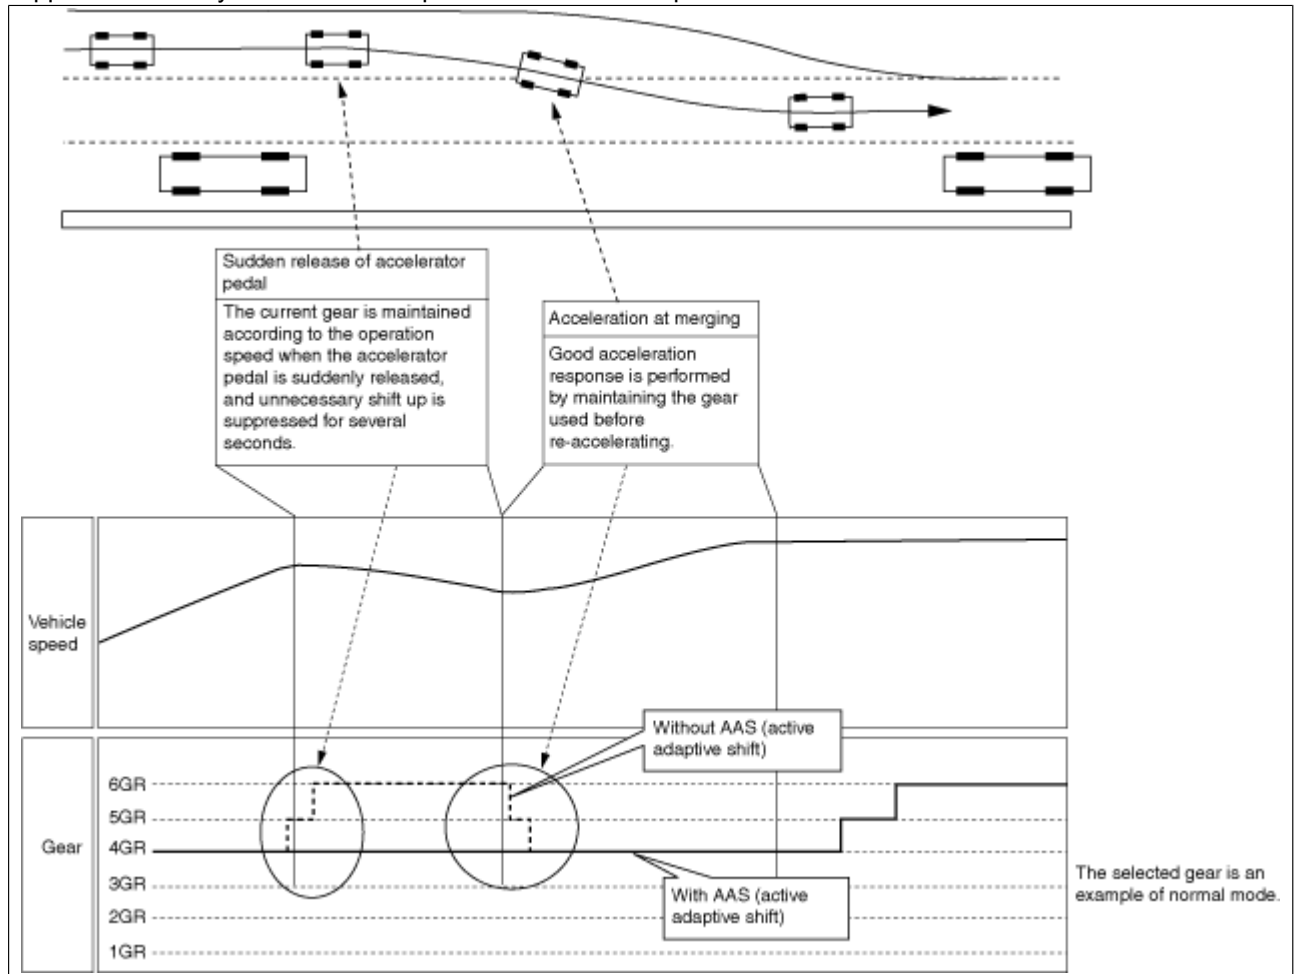 Sudden release of accelerator
pedal
The current gear is maintained
according to the operation
speed when the accelerator
pedal is suddenly released,
and unnecessary shift up is
suppressed for several
seconds.
Acceleration at merging
Good acceleration
response is performed
by maintaining the gear
used before
re-accelerating.
Vehicle
speed
Without AAS (active
adaptive shift)
Gear
6GR
5GR
4GR
3GR
2GR
1GR
With AAS (active
adaptive shift)
The selected gear is an
example of normal mode.